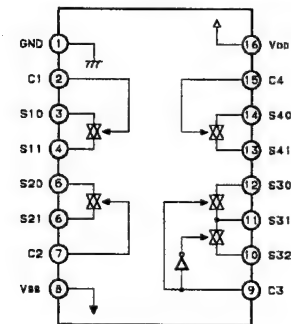 GND 1 16 VDD
C1 2 15 C4
S10 3 14 S40
S11 4 13 S41
S20 5 12 S30
S21 6 11 S31
C2 7 10 S32
VSS 8 9 C3